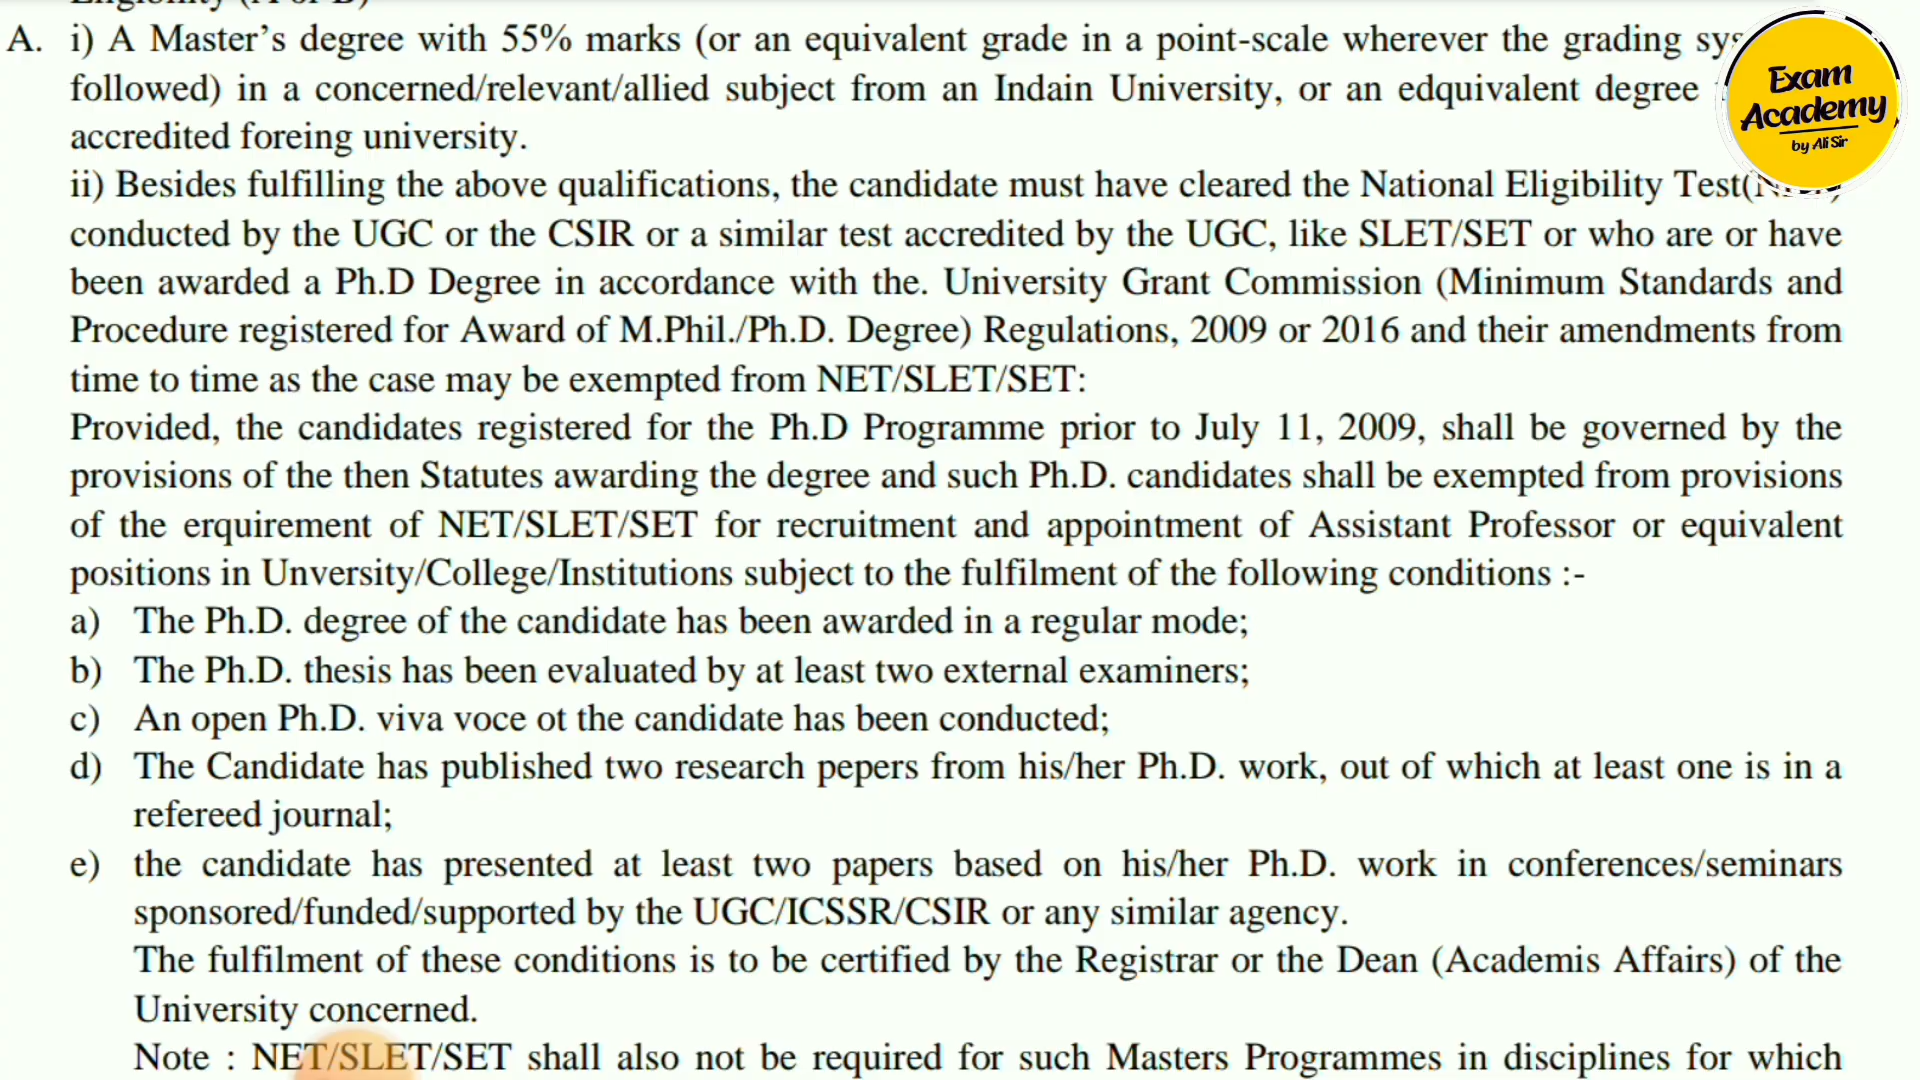 Eligibility (A or B)
A. i) A Master's degree with 55% marks (or an equivalent grade in a point-scale wherever the grading
followed) in a concerned/relevant/allied subject from an Indain University, or an edquivalent degree
accredited foreing university.
ii) Besides fulfilling the above qualifications, the candidate must have cleared the National Eligibility Test
conducted by the UGC or the CSIR or a similar test accredited by the UGC, like SLET/SET or who are or have
been awarded a Ph.D Degree in accordance with the. University Grant Commission (Minimum Standards and
Procedure registered for Award of M.Phil./Ph.D. Degree) Regulations, 2009 or 2016 and their amendments from
time to time as the case may be exempted from NET/SLET/SET:
Provided, the candidates registered for the Ph.D Programme prior to July 11, 2009, shall be governed by the
provisions of the then Statutes awarding the degree and such Ph.D. candidates shall be exempted from provisions
of the erquirement of NET/SLET/SET for recruitment and appointment of Assistant Professor or equivalent
positions in Unversity/College/Institutions subject to the fulfilment of the following conditions :-
a) The Ph.D. degree of the candidate has been awarded in a regular mode;
b) The Ph.D. thesis has been evaluated by at least two external examiners;
c) An open Ph.D. viva voce ot the candidate has been conducted;
d) The Candidate has published two research pepers from his/her Ph.D. work, out of which at least one is in a
refereed journal;
e) the candidate has presented at least two papers based on his/her Ph.D. work in conferences/seminars
sponsored/funded/supported by the UGC/ICSSR/CSIR or any similar agency.
The fulfilment of these conditions is to be certified by the Registrar or the Dean (Academis Affairs) of the
University concerned.
Note : NET/SLET/SET shall also not be required for such Masters Programmes in disciplines for which
Exam
Academy
by Ali Sir